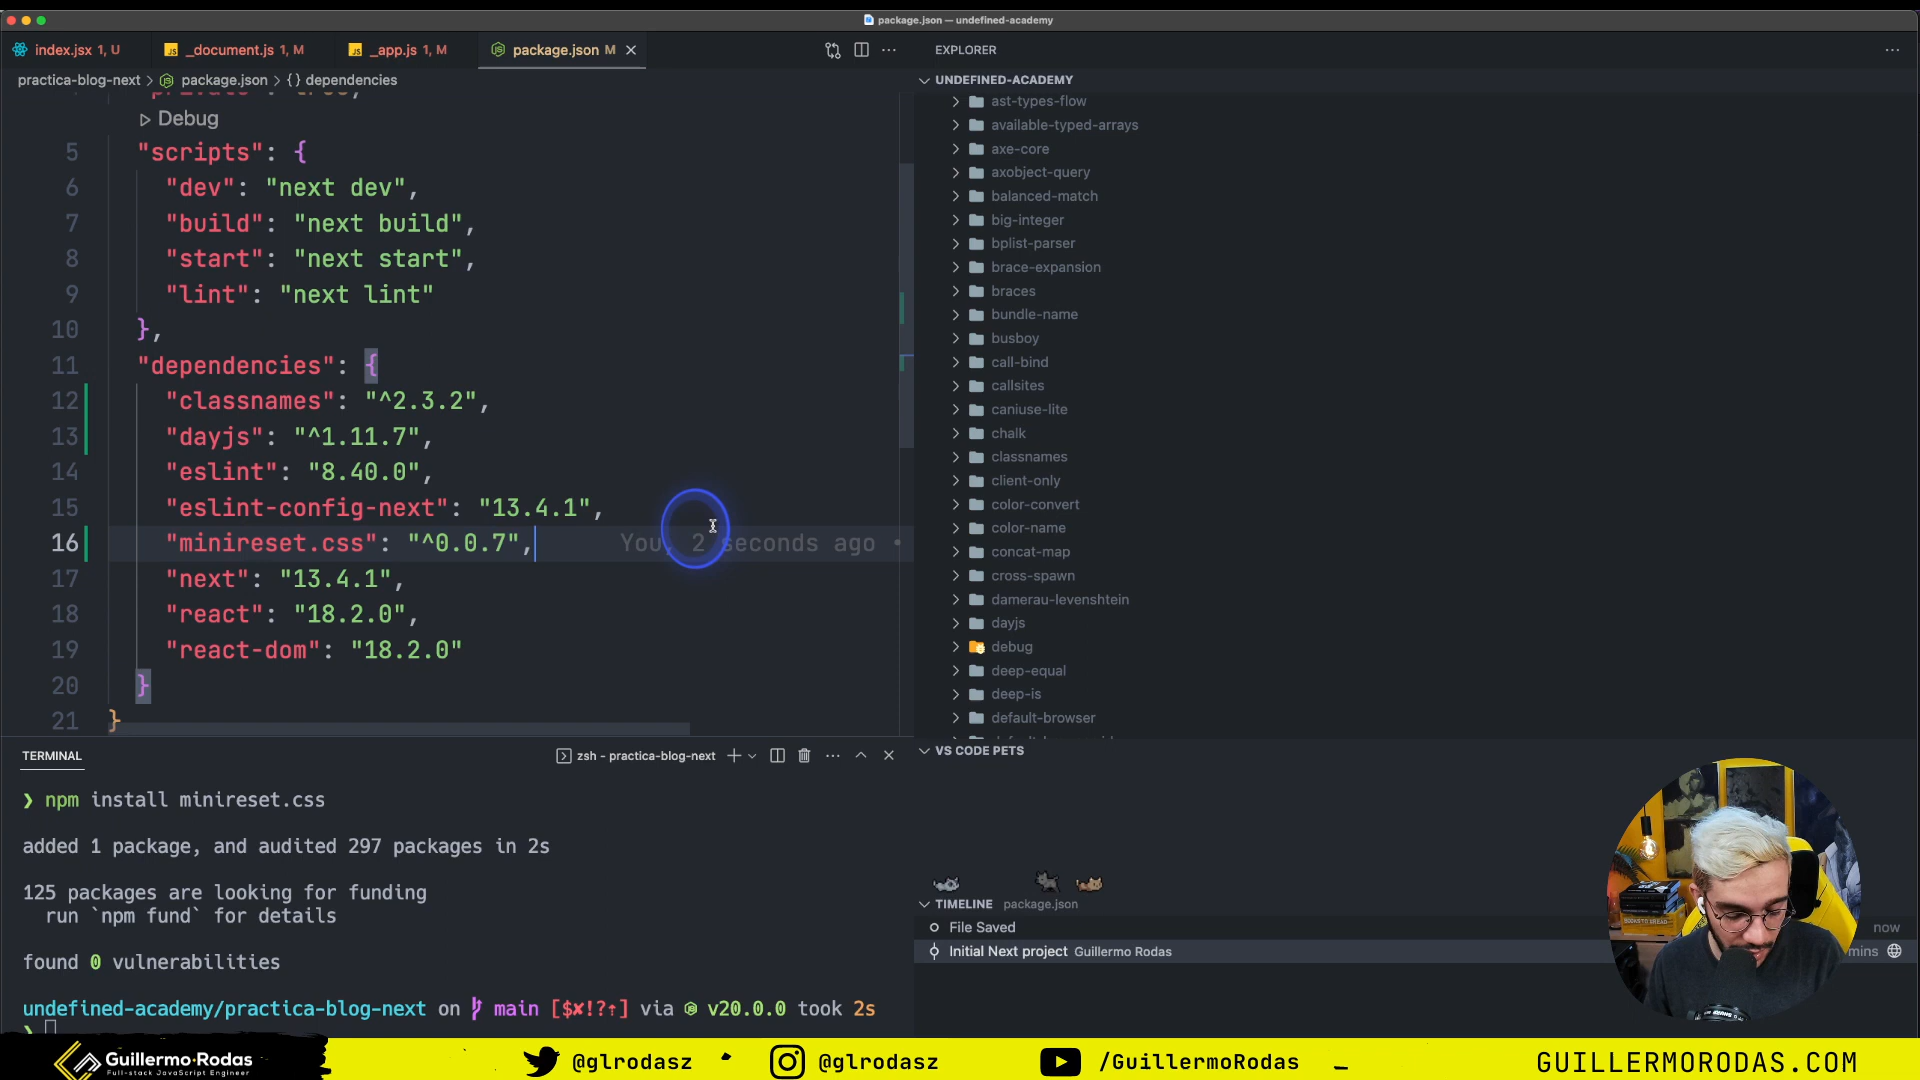 package.json — undefined-academy
index.jsx 1, U
_document.js 1, M
_app.js 1, M
package.json M
EXPLORER
practica-blog-next > package.json > {} dependencies
UNDEFINED-ACADEMY
Debug
5 "scripts": {
6 "dev": "next dev",
7 "build": "next build",
8 "start": "next start",
9 "lint": "next lint"
10 },
11 "dependencies": {
12 "classnames": "^2.3.2",
13 "dayjs": "^1.11.7",
14 "eslint": "8.40.0",
15 "eslint-config-next": "13.4.1",
16 "minireset.css": "^0.0.7", You, 2 seconds ago •
17 "next": "13.4.1",
18 "react": "18.2.0",
19 "react-dom": "18.2.0"
20 }
21 }
ast-types-flow
available-typed-arrays
axe-core
axobject-query
balanced-match
big-integer
bplist-parser
brace-expansion
braces
bundle-name
busboy
call-bind
callsites
caniuse-lite
chalk
classnames
client-only
color-convert
color-name
concat-map
cross-spawn
damerau-levenshtein
dayjs
debug
deep-equal
deep-is
default-browser
TERMINAL
zsh - practica-blog-next
❯ npm install minireset.css
added 1 package, and audited 297 packages in 2s
125 packages are looking for funding
run `npm fund` for details
found 0 vulnerabilities
undefined-academy/practica-blog-next on main [$✘!?⇡] via v20.0.0 took 2s
❯
VS CODE PETS
TIMELINE package.json
File Saved now
Initial Next project Guillermo Rodas mins
Guillermo Rodas
Full-stack JavaScript Engineer
@glrodasz
@glrodasz
/GuillermoRodas
GUILLERMORODAS.COM